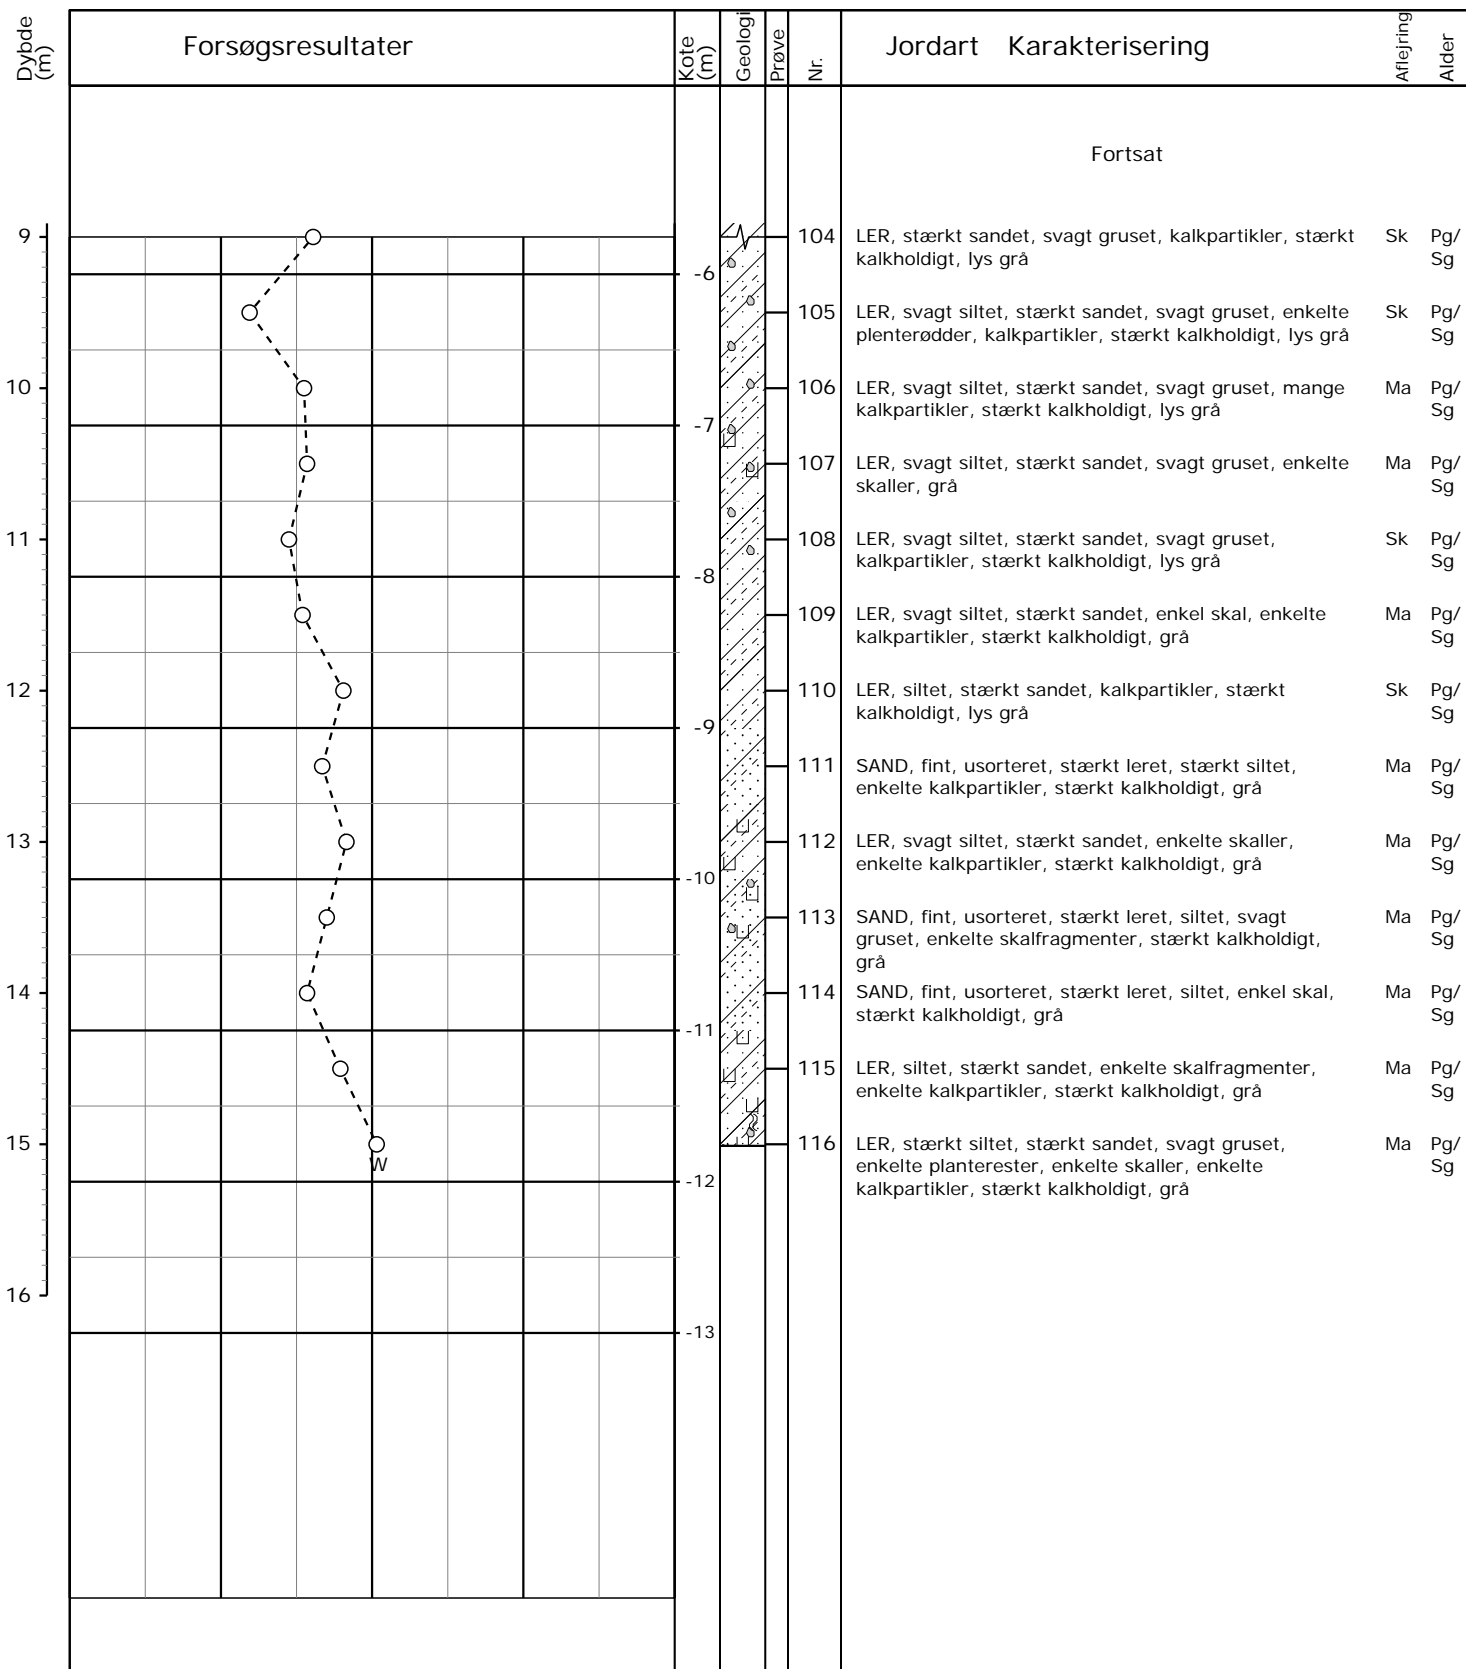 Dybde
(m)
Forsøgsresultater
Kote
(m)
Geologi
Prøve
Nr.
Jordart Karakterisering
Aflejring
Alder
Fortsat
9
104 LER, stærkt sandet, svagt gruset, kalkpartikler, stærkt Sk Pg/
kalkholdigt, lys grå Sg
-6
105 LER, svagt siltet, stærkt sandet, svagt gruset, enkelte Sk Pg/
plenterødder, kalkpartikler, stærkt kalkholdigt, lys grå Sg
10
106 LER, svagt siltet, stærkt sandet, svagt gruset, mange Ma Pg/
kalkpartikler, stærkt kalkholdigt, lys grå Sg
-7
107 LER, svagt siltet, stærkt sandet, svagt gruset, enkelte Ma Pg/
skaller, grå Sg
11
108 LER, svagt siltet, stærkt sandet, svagt gruset, Sk Pg/
kalkpartikler, stærkt kalkholdigt, lys grå Sg
-8
109 LER, svagt siltet, stærkt sandet, enkel skal, enkelte Ma Pg/
kalkpartikler, stærkt kalkholdigt, grå Sg
12
110 LER, siltet, stærkt sandet, kalkpartikler, stærkt Sk Pg/
kalkholdigt, lys grå Sg
-9
111 SAND, fint, usorteret, stærkt leret, stærkt siltet, Ma Pg/
enkelte kalkpartikler, stærkt kalkholdigt, grå Sg
13
112 LER, svagt siltet, stærkt sandet, enkelte skaller, Ma Pg/
enkelte kalkpartikler, stærkt kalkholdigt, grå Sg
-10
113 SAND, fint, usorteret, stærkt leret, siltet, svagt Ma Pg/
gruset, enkelte skalfragmenter, stærkt kalkholdigt, Sg
grå
14
114 SAND, fint, usorteret, stærkt leret, siltet, enkel skal, Ma Pg/
stærkt kalkholdigt, grå Sg
-11
115 LER, siltet, stærkt sandet, enkelte skalfragmenter, Ma Pg/
enkelte kalkpartikler, stærkt kalkholdigt, grå Sg
15
116 LER, stærkt siltet, stærkt sandet, svagt gruset, Ma Pg/
W
enkelte planterester, enkelte skaller, enkelte Sg
kalkpartikler, stærkt kalkholdigt, grå
-12
16
-13